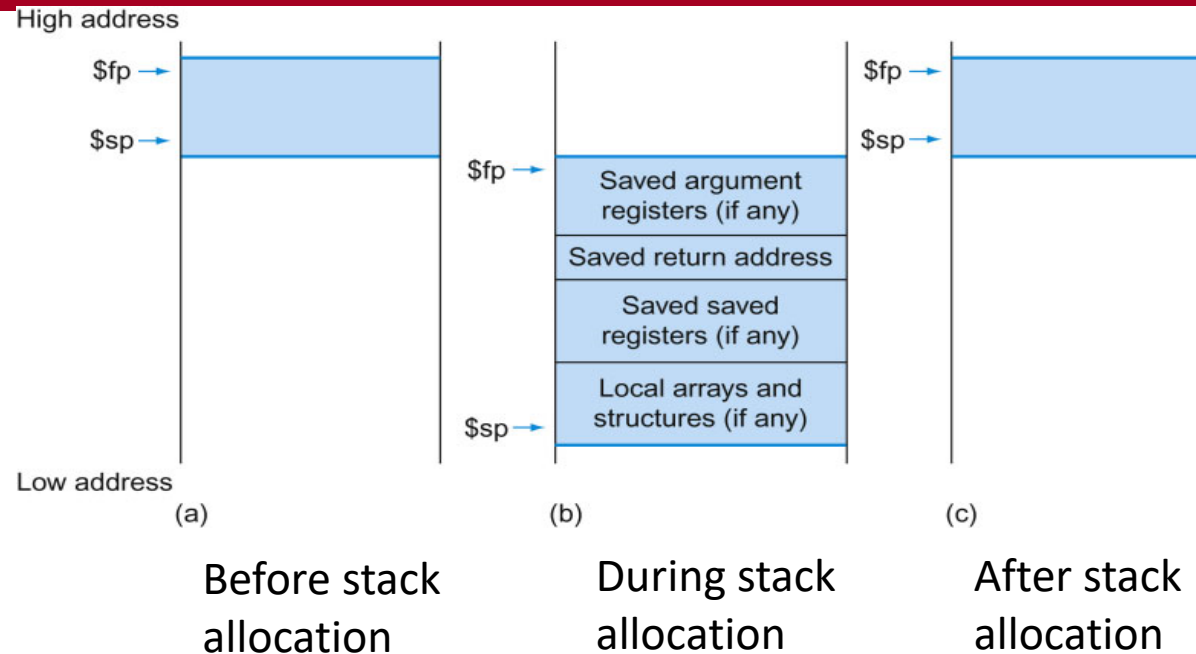 High address
$fp
$sp
$fp
Saved argument
registers (if any)
Saved return address
Saved saved
registers (if any)
Local arrays and
structures (if any)
$sp
$fp
$sp
Low address
(a)
(b)
(c)
Before stack
allocation
During stack
allocation
After stack
allocation